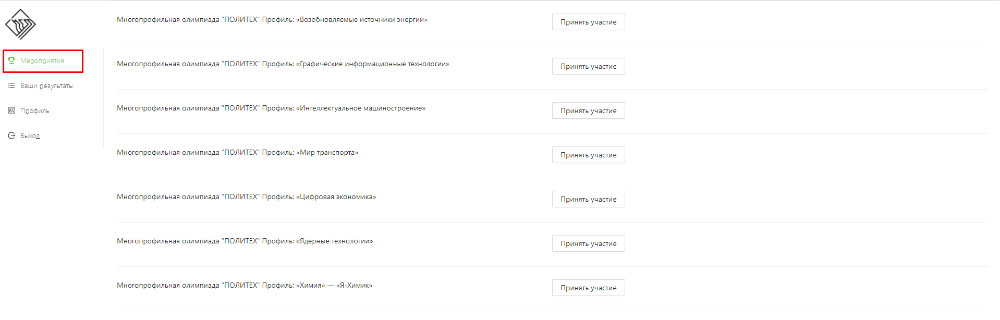 Мероприятия
Ваши результаты
Профиль
Выход
Многопрофильная олимпиада "ПОЛИТЕХ" Профиль: «Возобновляемые источники энергии» Принять участие
Многопрофильная олимпиада "ПОЛИТЕХ" Профиль: «Графические информационные технологии» Принять участие
Многопрофильная олимпиада "ПОЛИТЕХ" Профиль: «Интеллектуальное машиностроение» Принять участие
Многопрофильная олимпиада "ПОЛИТЕХ" Профиль: «Мир транспорта» Принять участие
Многопрофильная олимпиада "ПОЛИТЕХ" Профиль: «Цифровая экономика» Принять участие
Многопрофильная олимпиада "ПОЛИТЕХ" Профиль: «Ядерные технологии» Принять участие
Многопрофильная олимпиада "ПОЛИТЕХ" Профиль: «Химия» — «Я-Химик» Принять участие